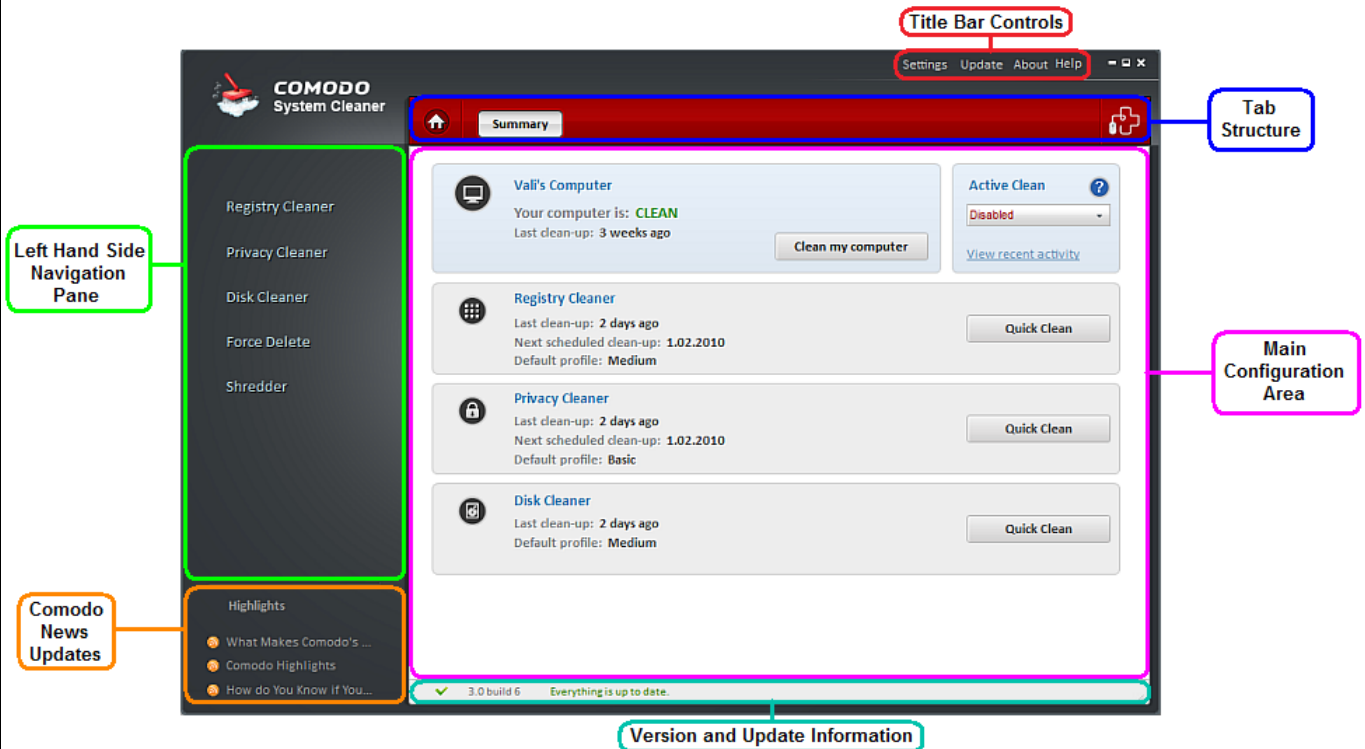 Title Bar Controls
Settings Update About Help
COMODO
System Cleaner
Summary
Tab
Structure
Left Hand Side
Navigation
Pane
Registry Cleaner
Privacy Cleaner
Disk Cleaner
Force Delete
Shredder
Vali's Computer
Your computer is: CLEAN
Last clean-up: 3 weeks ago
Clean my computer
Active Clean
Disabled
View recent activity
Registry Cleaner
Last clean-up: 2 days ago
Next scheduled clean-up: 1.02.2010
Default profile: Medium
Quick Clean
Privacy Cleaner
Last clean-up: 2 days ago
Next scheduled clean-up: 1.02.2010
Default profile: Basic
Quick Clean
Disk Cleaner
Last clean-up: 2 days ago
Default profile: Medium
Quick Clean
Main
Configuration
Area
Comodo
News
Updates
Highlights
What Makes Comodo's ...
Comodo Highlights
How do You Know if You...
3.0 build 6 Everything is up to date.
Version and Update Information